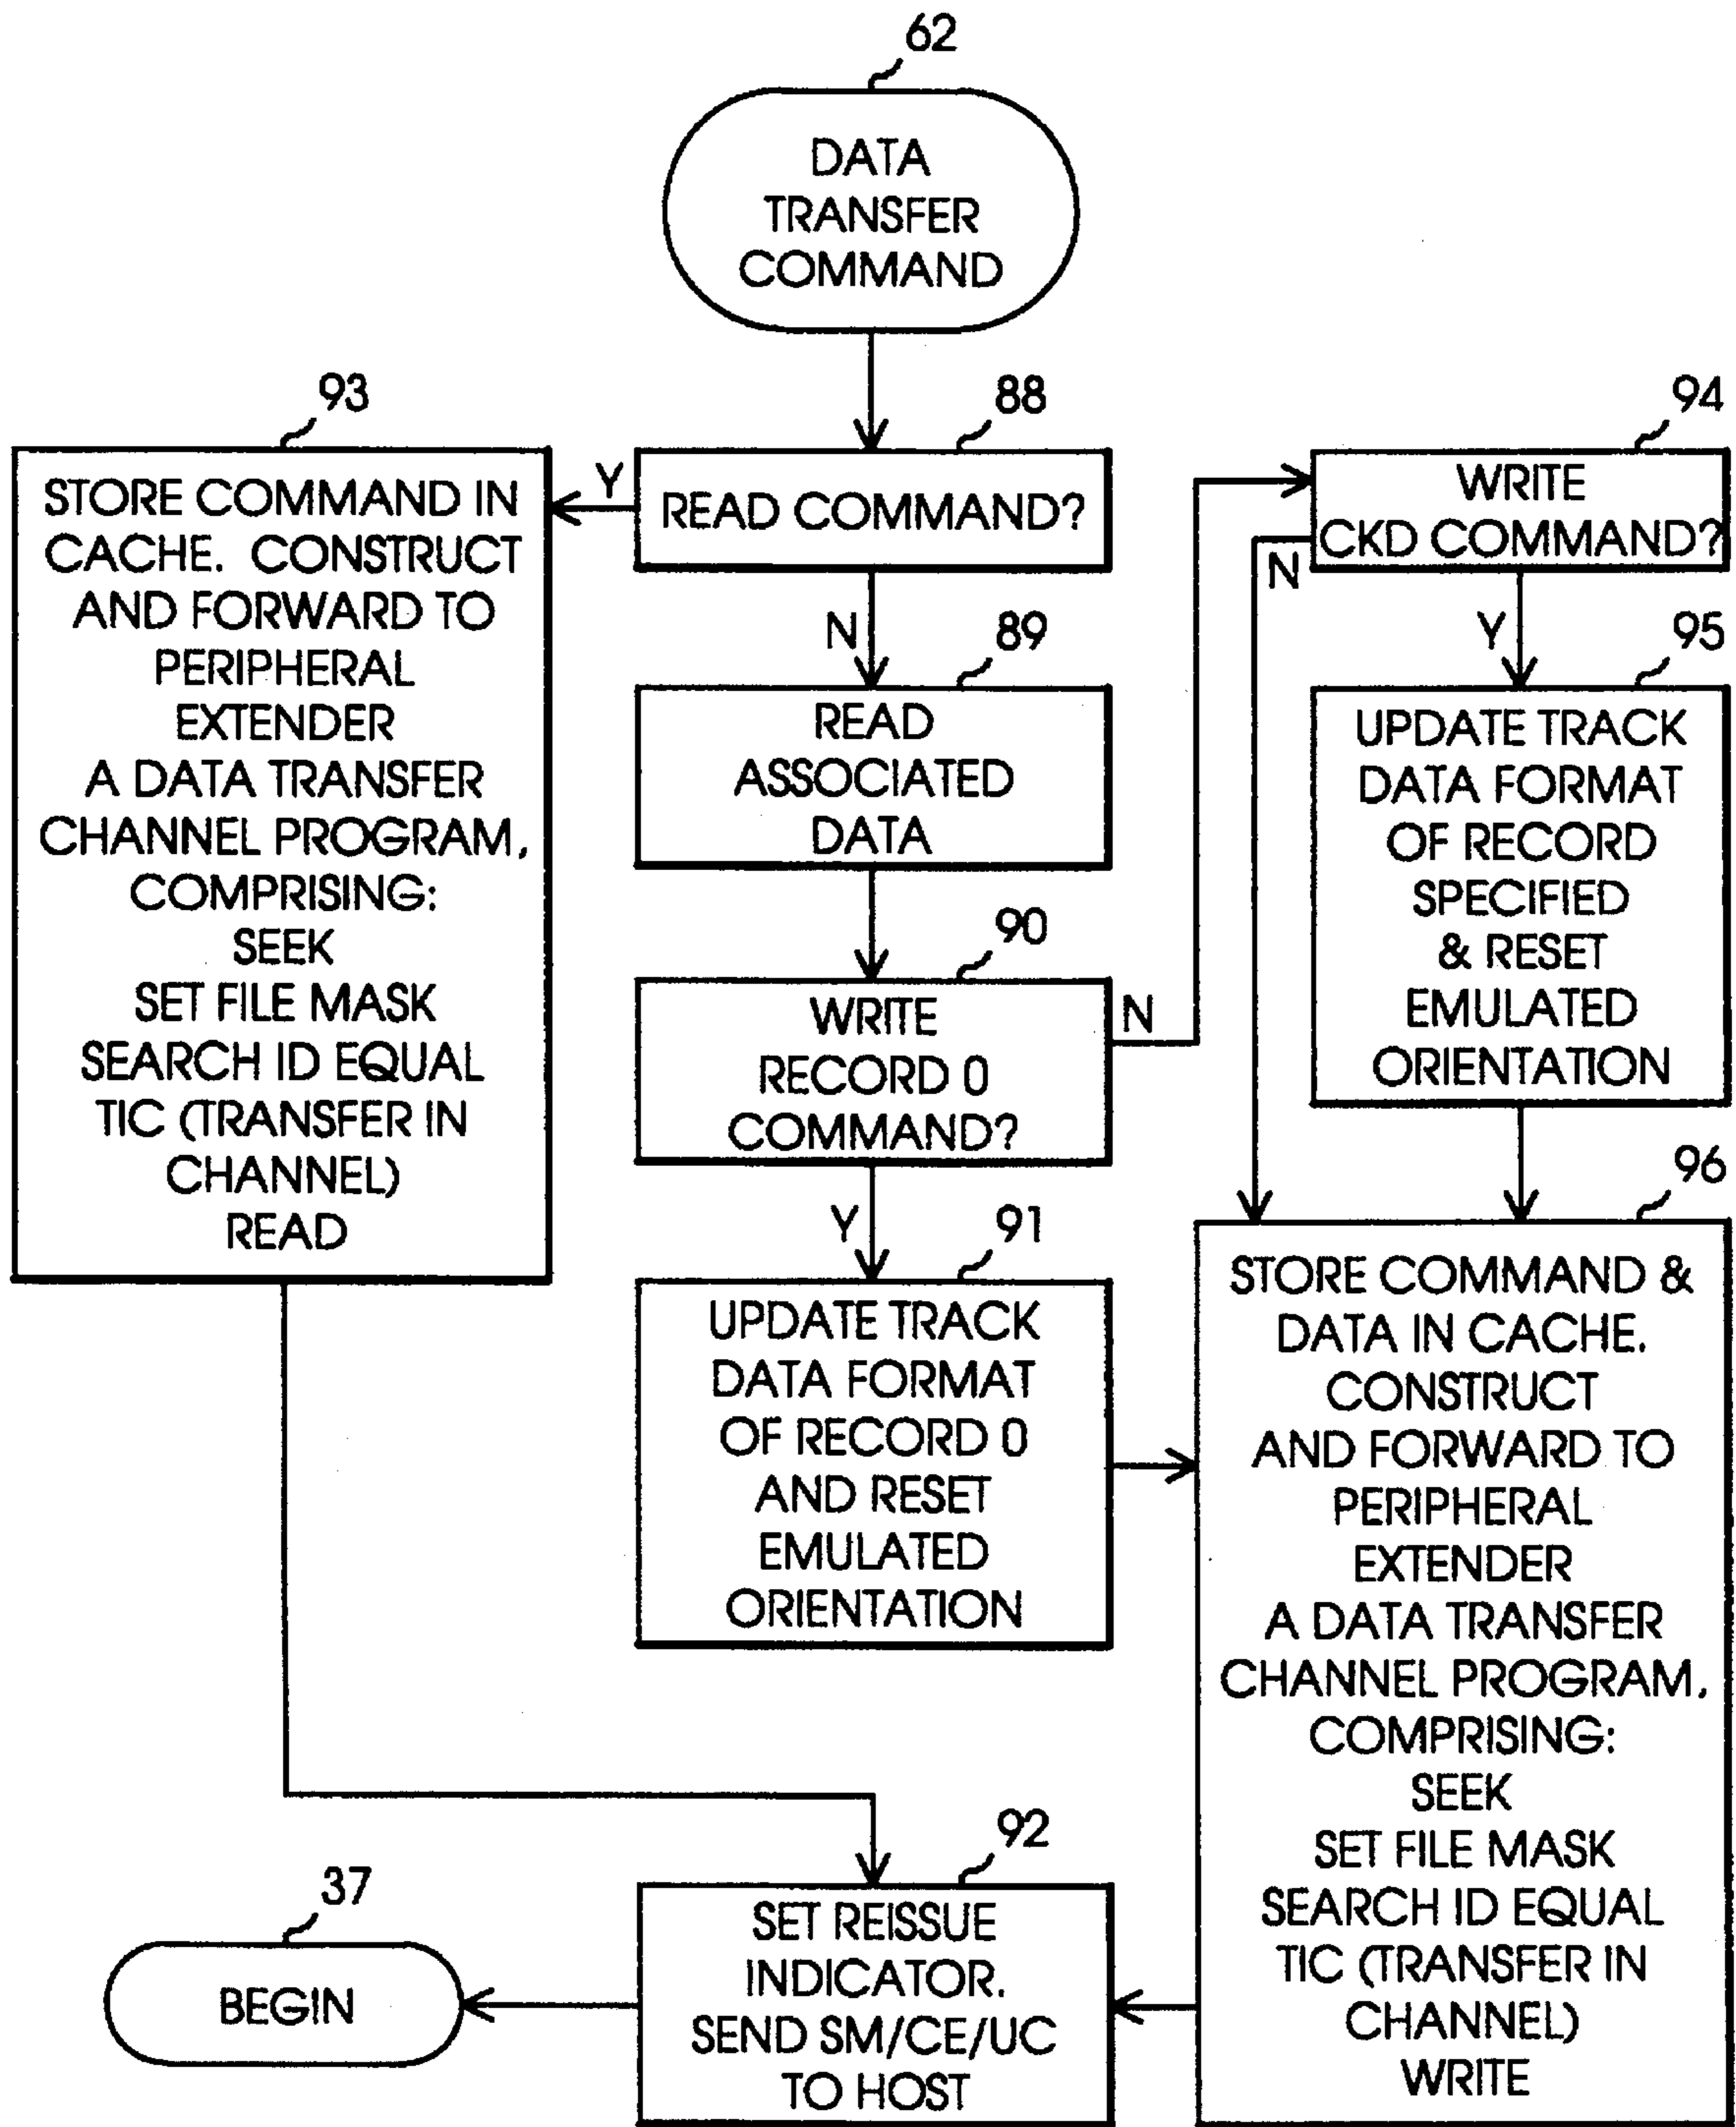 62
DATA
TRANSFER
COMMAND
93
STORE COMMAND IN
CACHE. CONSTRUCT
AND FORWARD TO
PERIPHERAL
EXTENDER
A DATA TRANSFER
CHANNEL PROGRAM,
COMPRISING:
SEEK
SET FILE MASK
SEARCH ID EQUAL
TIC (TRANSFER IN
CHANNEL)
READ
88
Y
READ COMMAND?
N
89
READ
ASSOCIATED
DATA
90
WRITE
RECORD 0
COMMAND?
N
Y
91
UPDATE TRACK
DATA FORMAT
OF RECORD 0
AND RESET
EMULATED
ORIENTATION
94
WRITE
CKD COMMAND?
N
Y
95
UPDATE TRACK
DATA FORMAT
OF RECORD
SPECIFIED
& RESET
EMULATED
ORIENTATION
96
STORE COMMAND &
DATA IN CACHE.
CONSTRUCT
AND FORWARD TO
PERIPHERAL
EXTENDER
A DATA TRANSFER
CHANNEL PROGRAM,
COMPRISING:
SEEK
SET FILE MASK
SEARCH ID EQUAL
TIC (TRANSFER IN
CHANNEL)
WRITE
92
SET REISSUE
INDICATOR.
SEND SM/CE/UC
TO HOST
37
BEGIN